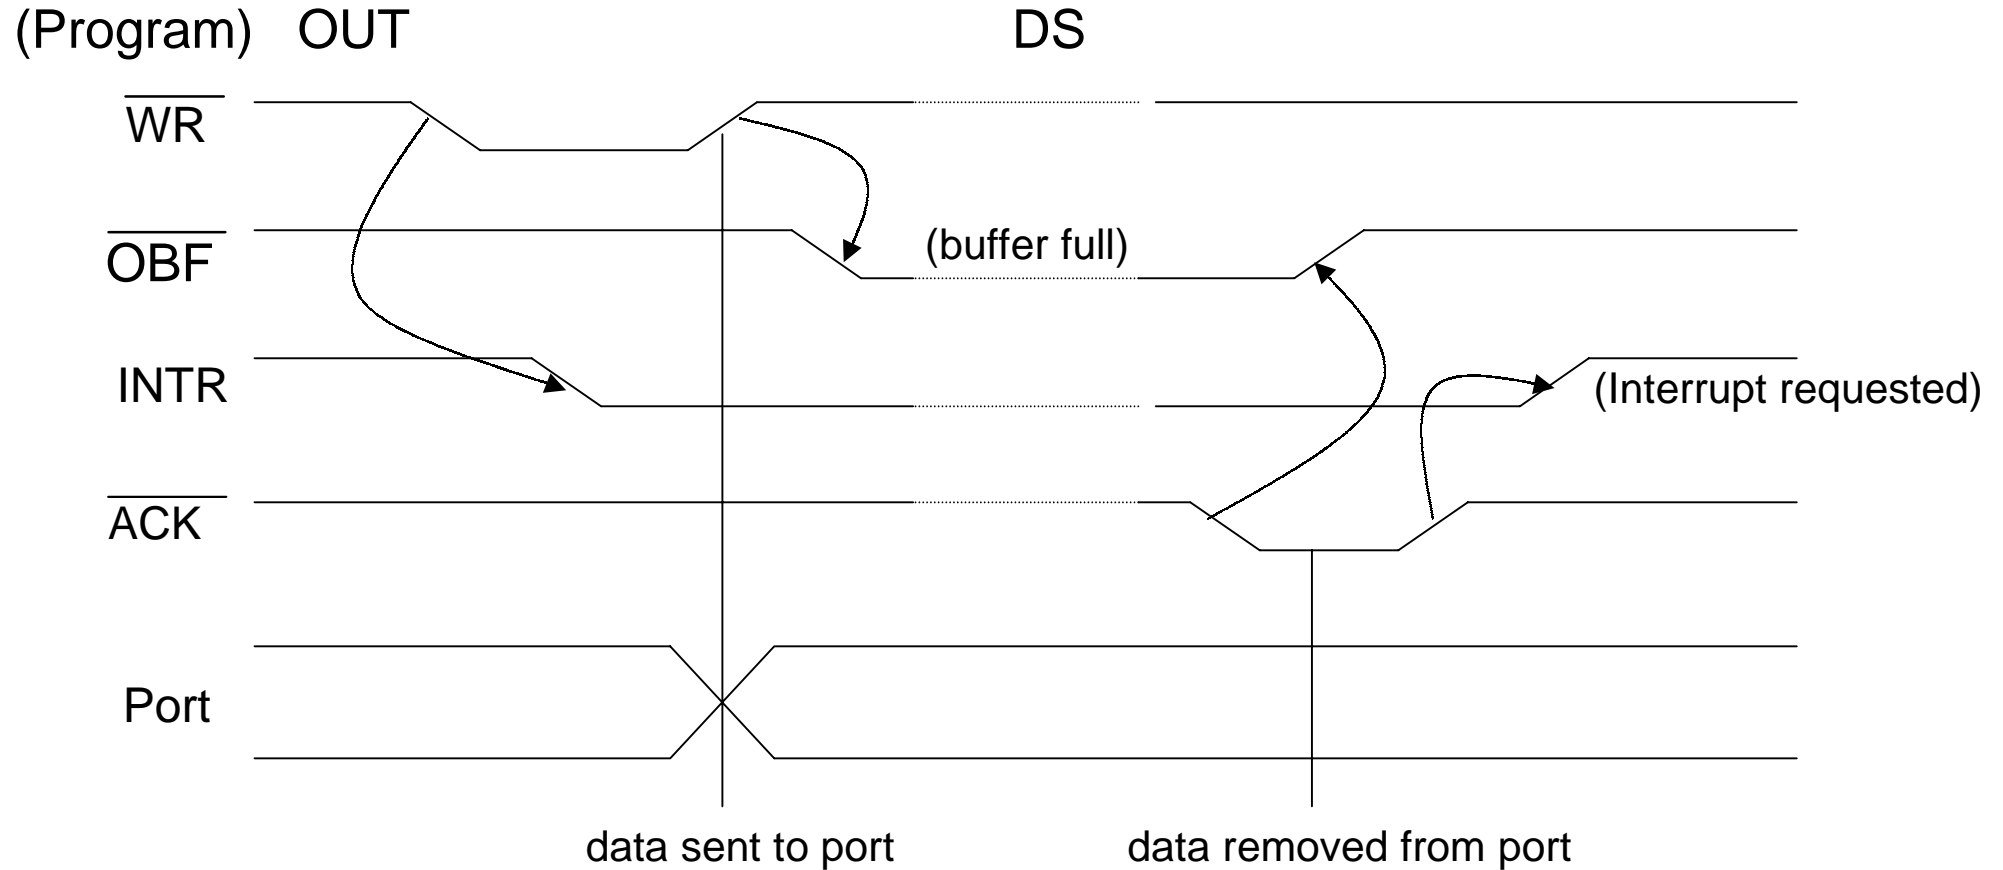 (Program) OUT DS
WR
OBF
(buffer full)
INTR
(Interrupt requested)
ACK
Port
data sent to port
data removed from port